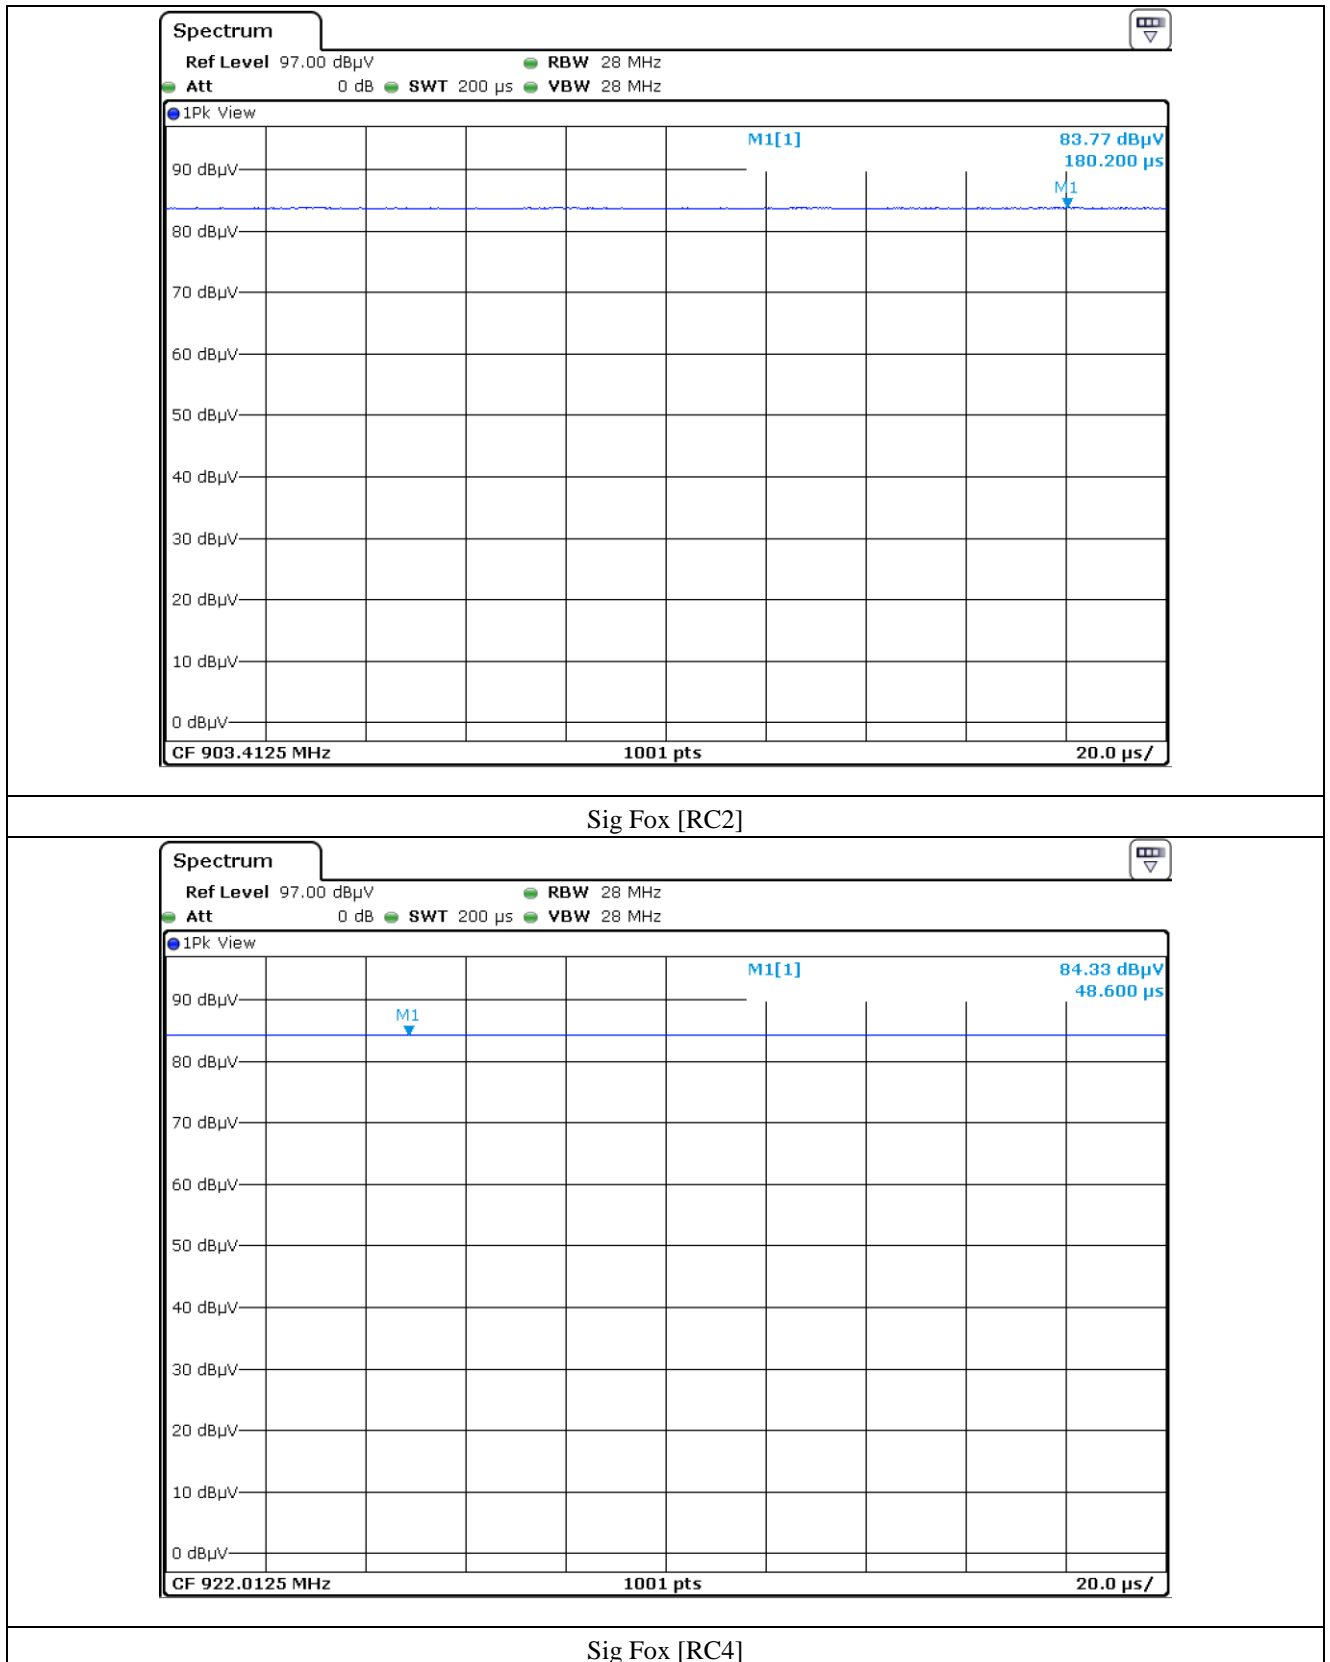 Spectrum
Ref Level 97.00 dBµV RBW 28 MHz
Att 0 dB SWT 200 µs VBW 28 MHz
1Pk View
M1[1] 83.77 dBµV
180.200 µs
90 dBµV
M1
80 dBµV
70 dBµV
60 dBµV
50 dBµV
40 dBµV
30 dBµV
20 dBµV
10 dBµV
0 dBµV
CF 903.4125 MHz 1001 pts 20.0 µs/
Sig Fox [RC2]
Spectrum
Ref Level 97.00 dBµV RBW 28 MHz
Att 0 dB SWT 200 µs VBW 28 MHz
1Pk View
M1[1] 84.33 dBµV
48.600 µs
90 dBµV
M1
80 dBµV
70 dBµV
60 dBµV
50 dBµV
40 dBµV
30 dBµV
20 dBµV
10 dBµV
0 dBµV
CF 922.0125 MHz 1001 pts 20.0 µs/
Sig Fox [RC4]